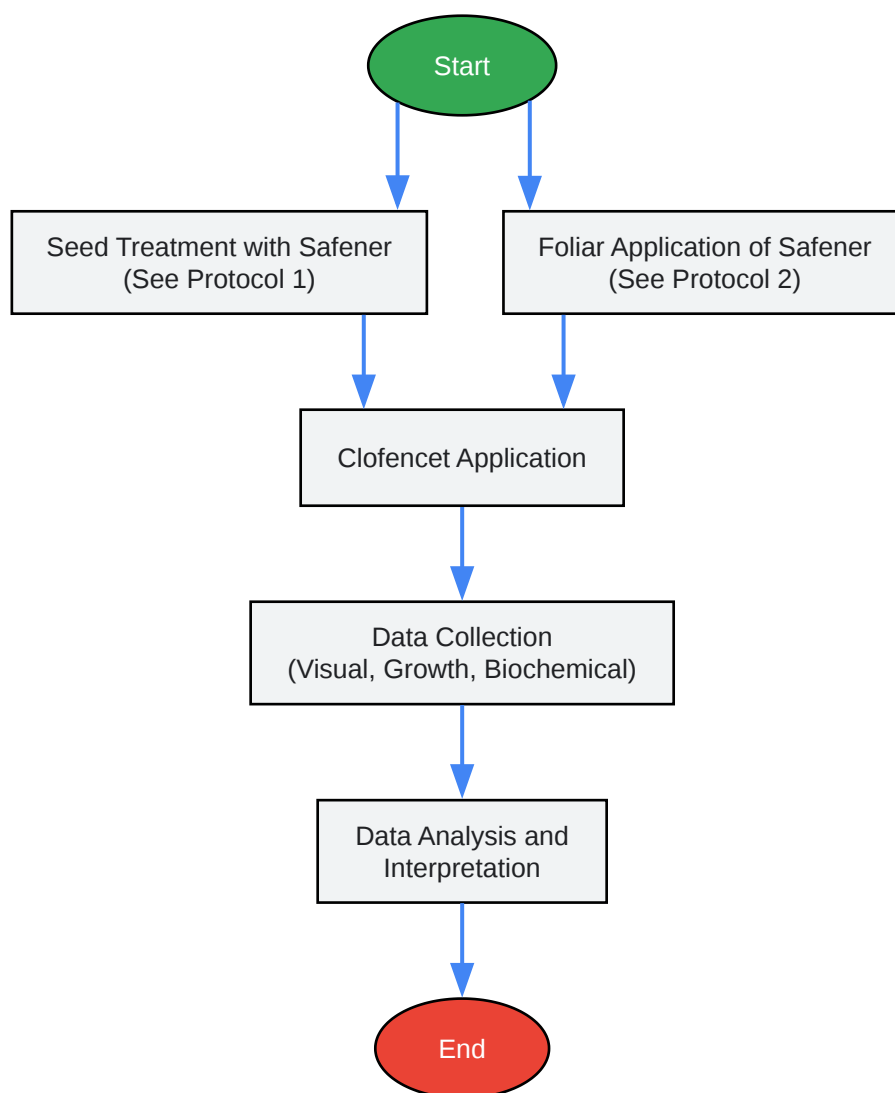 Start
Seed Treatment with Safener
(See Protocol 1)
Foliar Application of Safener
(See Protocol 2)
Clofencet Application
Data Collection
(Visual, Growth, Biochemical)
Data Analysis and
Interpretation
End